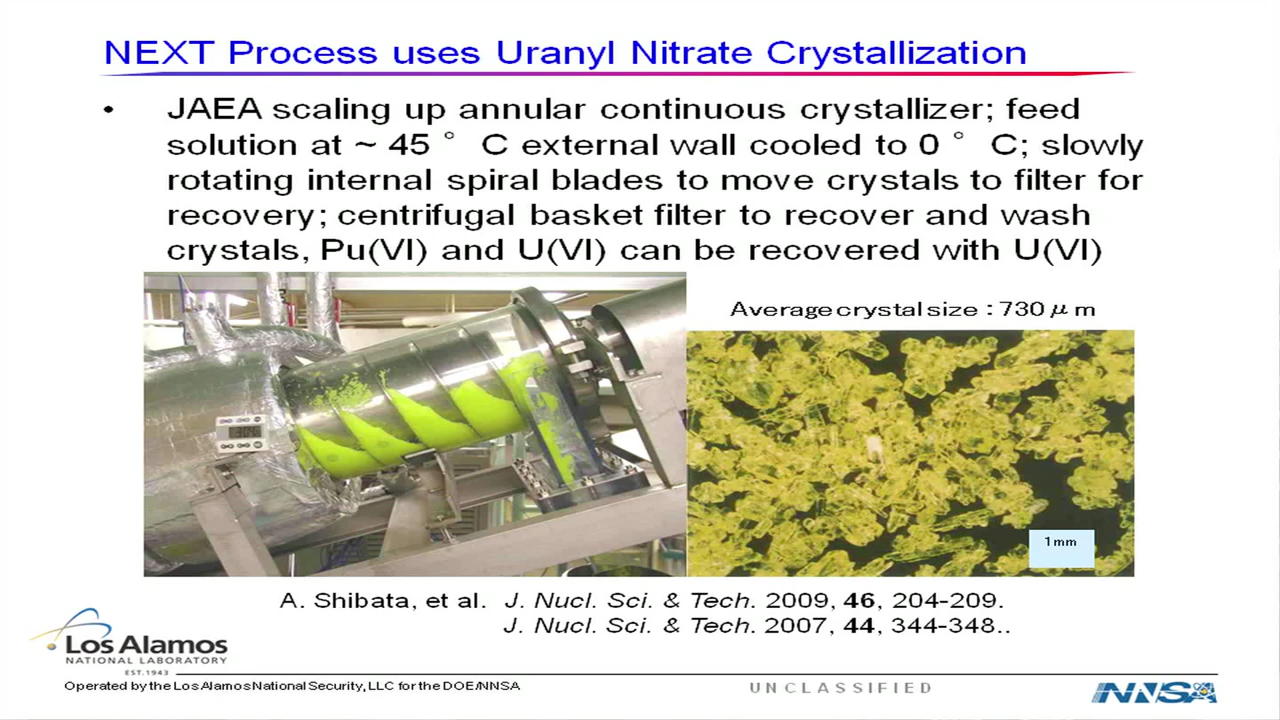 NEXT Process uses Uranyl Nitrate Crystallization
• JAEA scaling up annular continuous crystallizer; feed
solution at ~ 45 ° C external wall cooled to 0 ° C; slowly
rotating internal spiral blades to move crystals to filter for
recovery; centrifugal basket filter to recover and wash
crystals, Pu(VI) and U(VI) can be recovered with U(VI)
Average crystal size : 730 μ m
1mm
A. Shibata, et al. J. Nucl. Sci. & Tech. 2009, 46, 204-209.
J. Nucl. Sci. & Tech. 2007, 44, 344-348..
Los Alamos
NATIONAL LABORATORY
EST.1943
Operated by the Los Alamos National Security, LLC for the DOE/NNSA
UNCLASSIFIED
NNSA